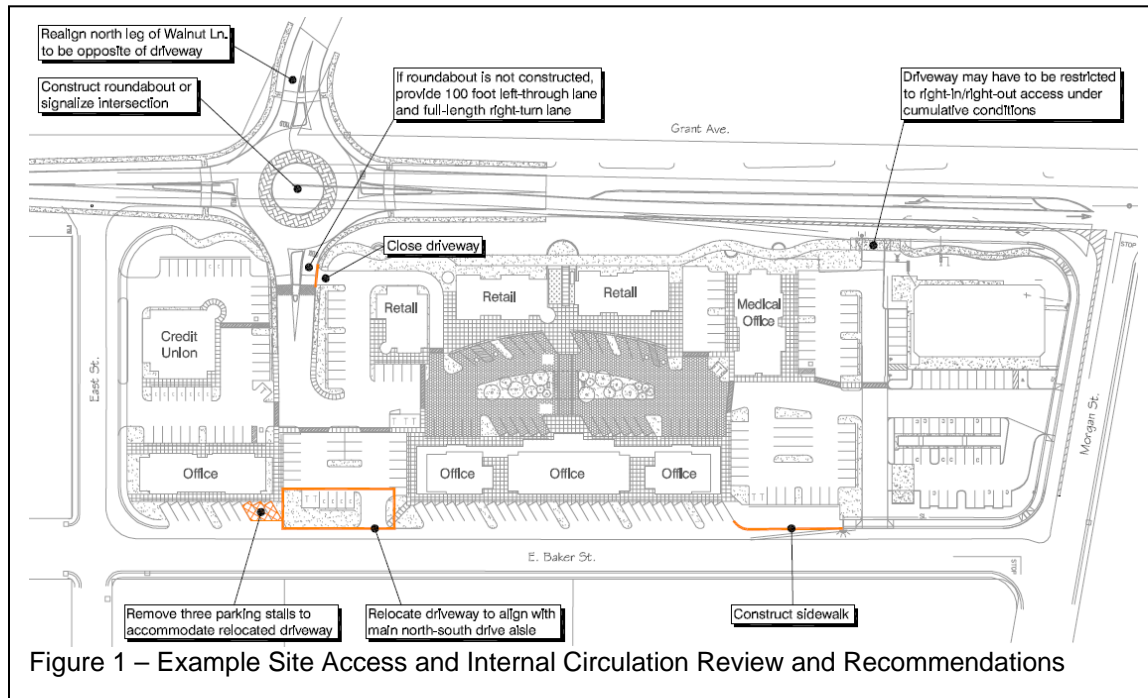 Realign north leg of Walnut Ln.
to be opposite of driveway
Construct roundabout or
signalize intersection
If roundabout is not constructed,
provide 100 foot left-through lane
and full-length right-turn lane
Driveway may have to be restricted
to right-in/right-out access under
cumulative conditions
Grant Ave.
STOP
Close driveway
Retail
Retail
Retail
Medical
Office
Credit
Union
East St.
Morgan St.
Office
Office
Office
Office
E. Baker St.
STOP
Remove three parking stalls to
accommodate relocated driveway
Relocate driveway to align with
main north-south drive aisle
Construct sidewalk
Figure 1 – Example Site Access and Internal Circulation Review and Recommendations